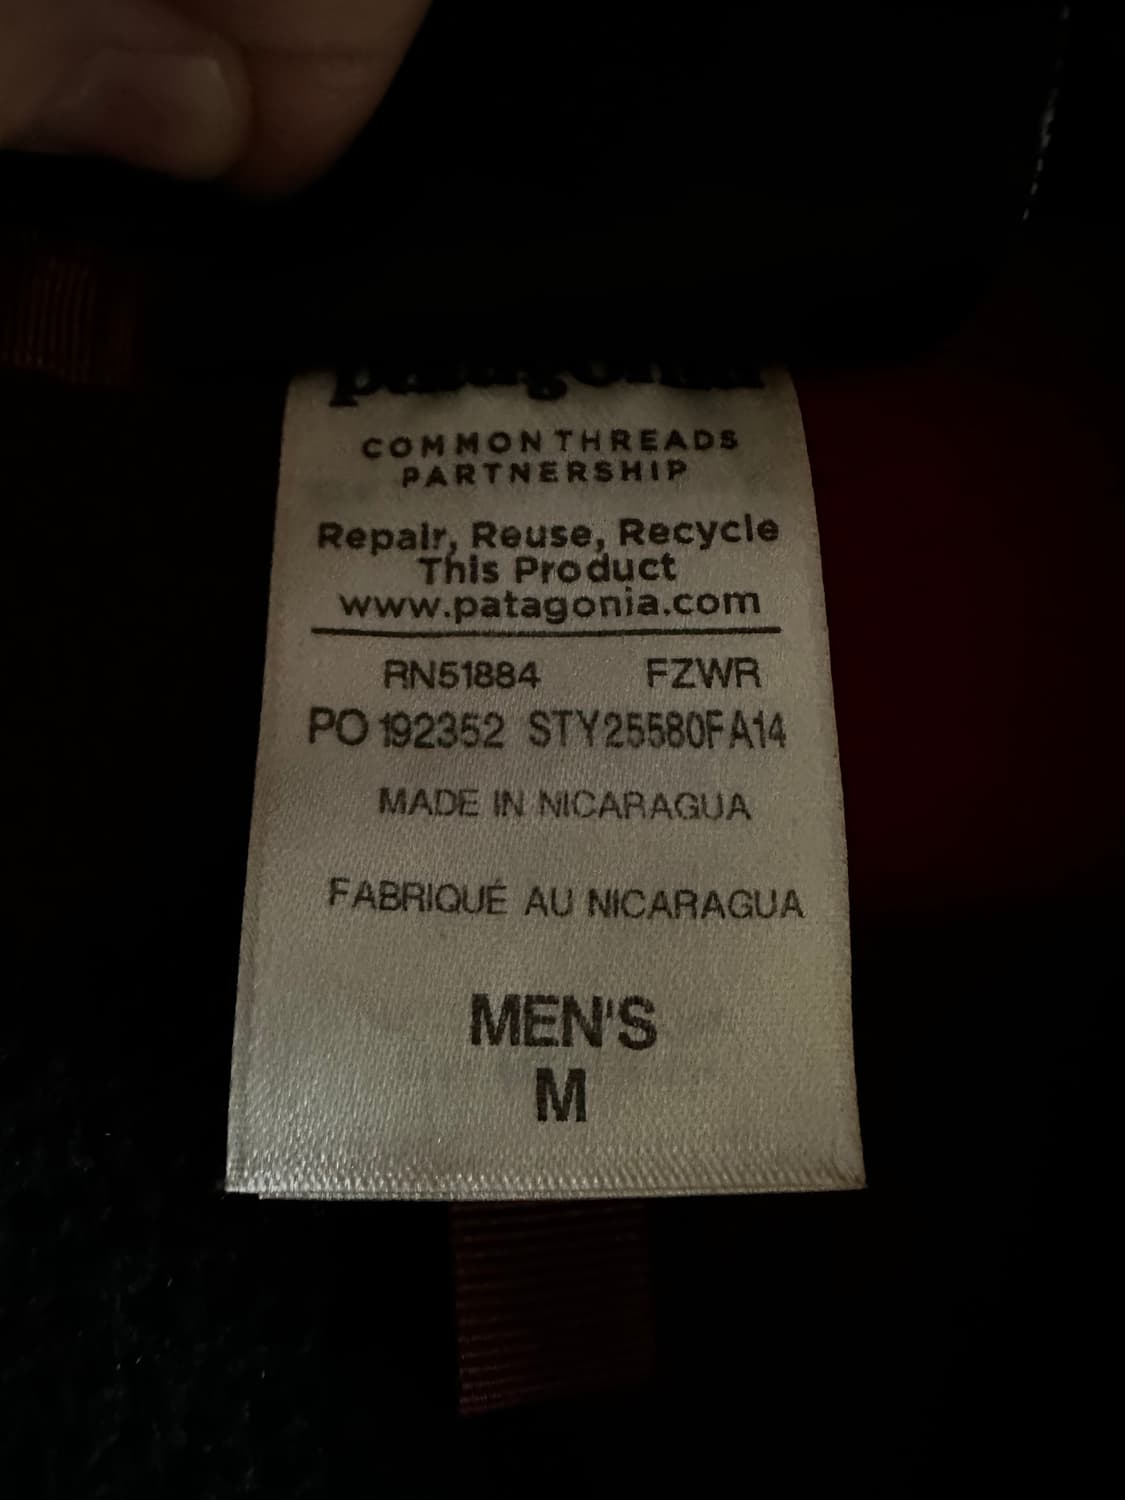 patagonia
COMMON THREADS
PARTNERSHIP
Repair, Reuse, Recycle
This Product
www.patagonia.com
RN51884 FZWR
PO 192352 STY25580FA14
MADE IN NICARAGUA
FABRIQUÉ AU NICARAGUA
MEN'S
M